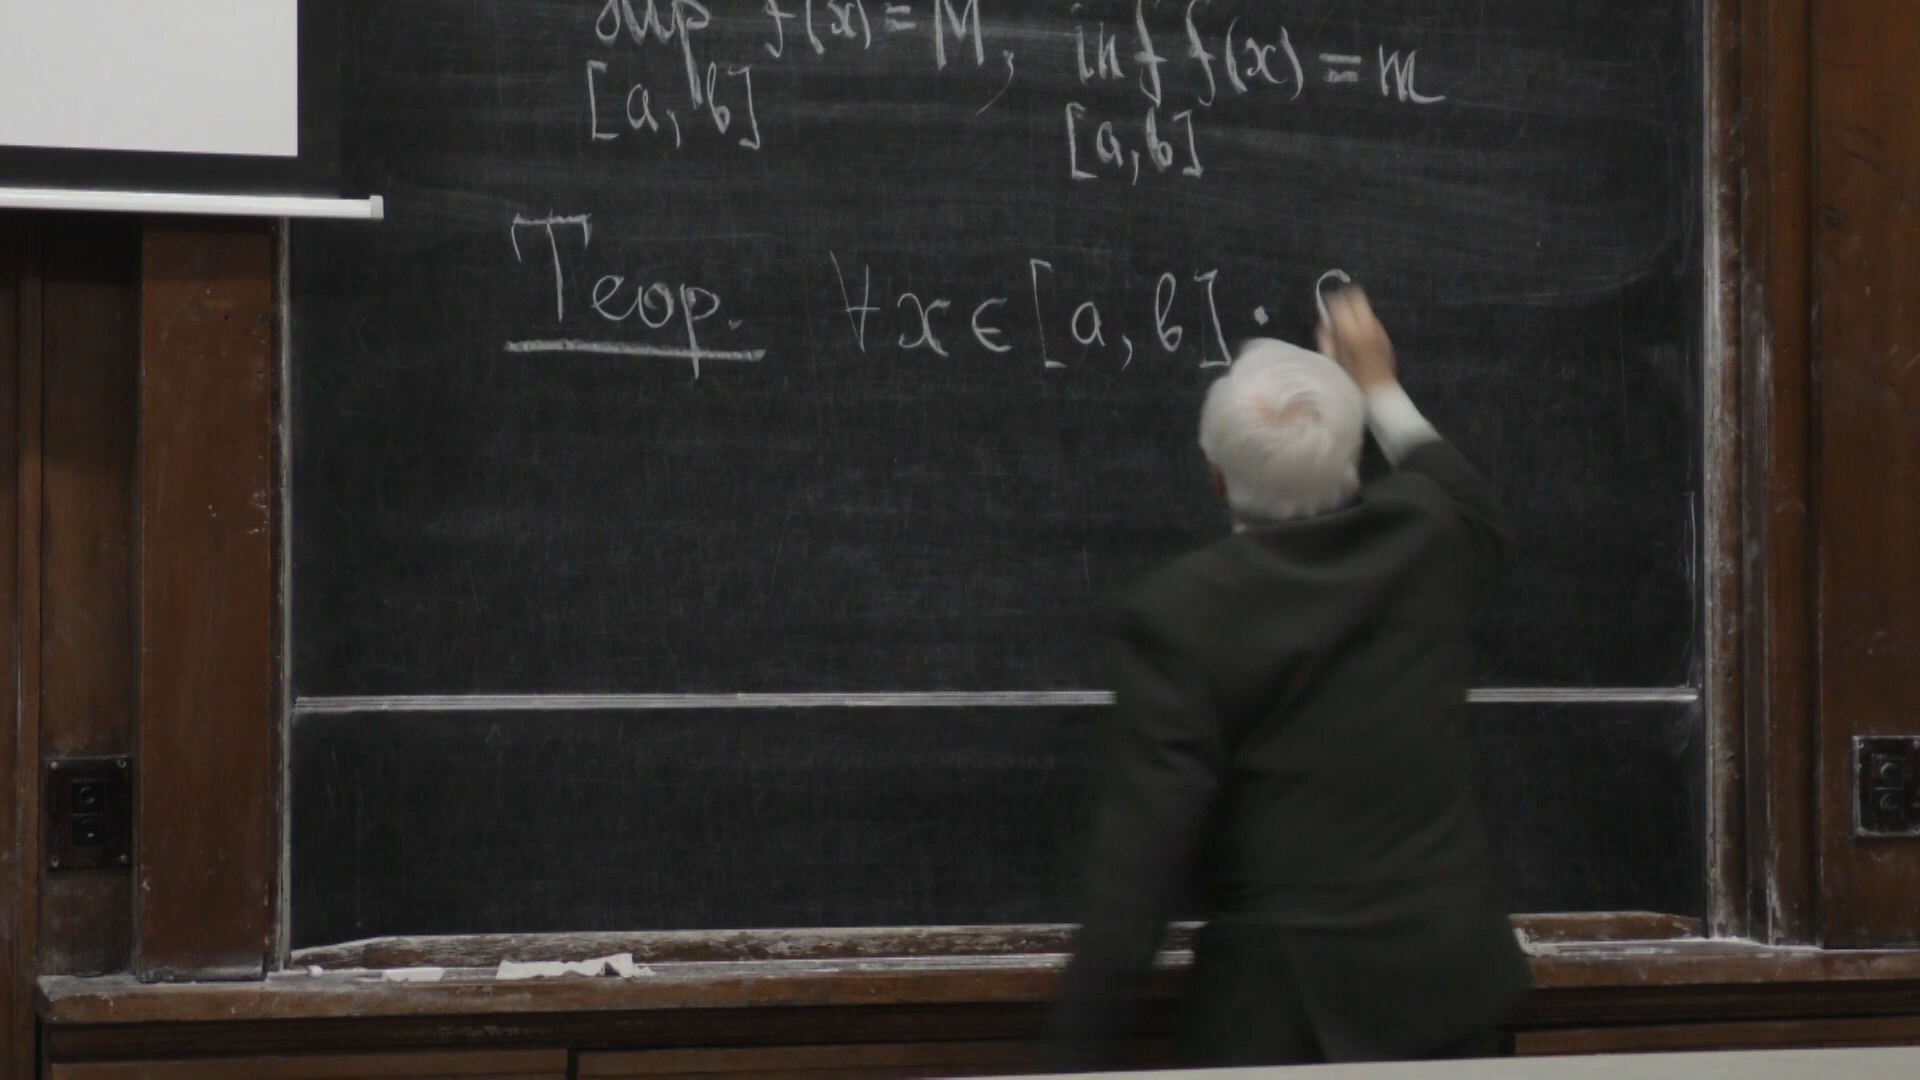 sup f(x) = M, inf f(x) = m
[a, b] [a, b]
Теор. ∀x∈[a, b]